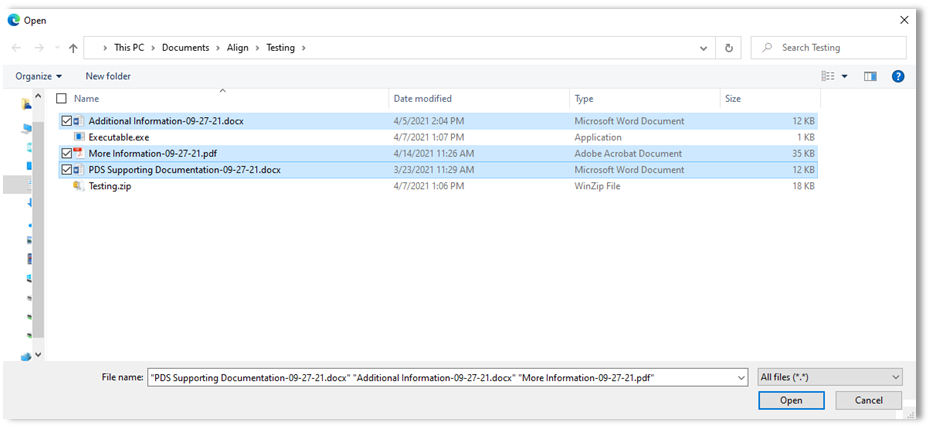 Open
This PC > Documents > Align > Testing >
Search Testing
Organize New folder
Name Date modified Type Size
Additional Information-09-27-21.docx 4/5/2021 2:04 PM Microsoft Word Document 12 KB
Executable.exe 4/7/2021 1:07 PM Application 1 KB
More Information-09-27-21.pdf 4/14/2021 11:26 AM Adobe Acrobat Document 35 KB
PDS Supporting Documentation-09-27-21.docx 3/23/2021 11:29 AM Microsoft Word Document 12 KB
Testing.zip 4/7/2021 1:06 PM WinZip File 18 KB
File name: "PDS Supporting Documentation-09-27-21.docx" "Additional Information-09-27-21.docx" "More Information-09-27-21.pdf" All files (*.*)
Open Cancel